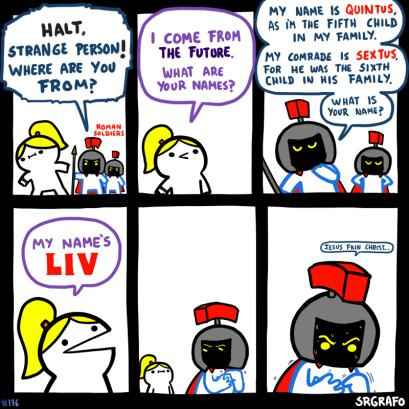 HALT,
STRANGE PERSON!
WHERE ARE YOU
FROM?
ROMAN
SOLDIERS
I COME FROM
THE FUTURE.
WHAT ARE
YOUR NAMES?
MY NAME IS QUINTUS,
AS I'M THE FIFTH CHILD
IN MY FAMILY.
MY COMRADE IS SEXTUS,
FOR HE WAS THE SIXTH
CHILD IN HIS FAMILY.
WHAT IS
YOUR NAME?
MY NAME'S
LIV
JESUS FKIN CHRIST...
#136
SRGRAFO